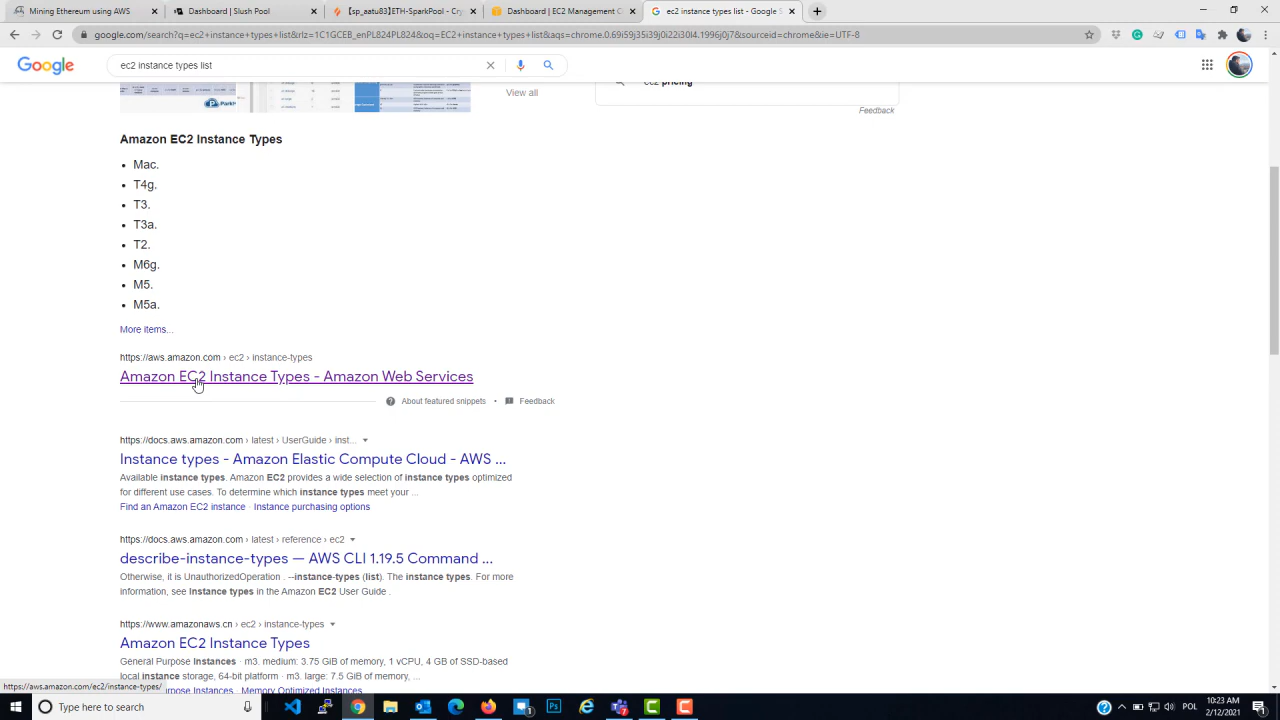 Mining Ethereum using AWS
Dashboard | Slush Pool
[sp_aatu83]ETH-SparkPool - Cry
Dashboard | EC2 Management C
ec2 instance types list - Google S
google.com/search?q=ec2+instance+types+list&rlz=1C1GCEB_enPL824PL824&oq=EC2+instance+types+list&aqs=chrome.0.69i59j35i39j0i22i30l4.1996j0j7&sourceid=chrome&ie=UTF-8
Google
ec2 instance types list
View all
ec2 pricing
Feedback
Amazon EC2 Instance Types
• Mac.
• T4g.
• T3.
• T3a.
• T2.
• M6g.
• M5.
• M5a.
More items...
https://aws.amazon.com › ec2 › instance-types
Amazon EC2 Instance Types - Amazon Web Services
About featured snippets • Feedback
https://docs.aws.amazon.com › latest › UserGuide › inst...
Instance types - Amazon Elastic Compute Cloud - AWS ...
Available instance types. Amazon EC2 provides a wide selection of instance types optimized
for different use cases. To determine which instance types meet your ...
Find an Amazon EC2 instance · Instance purchasing options
https://docs.aws.amazon.com › latest › reference › ec2
describe-instance-types — AWS CLI 1.19.5 Command ...
Otherwise, it is UnauthorizedOperation . --instance-types (list). The instance types. For more
information, see Instance types in the Amazon EC2 User Guide .
https://www.amazonaws.cn › ec2 › instance-types
Amazon EC2 Instance Types
General Purpose Instances · m3. medium: 3.75 GiB of memory, 1 vCPU, 4 GB of SSD-based
local instance storage, 64-bit platform · m3. large: 7.5 GiB of memory, ...
Purpose Instances · Memory Optimized Instances
https://aws.amazon.com/ec2/instance-types/
Type here to search
POL
10:23 AM
2/12/2021